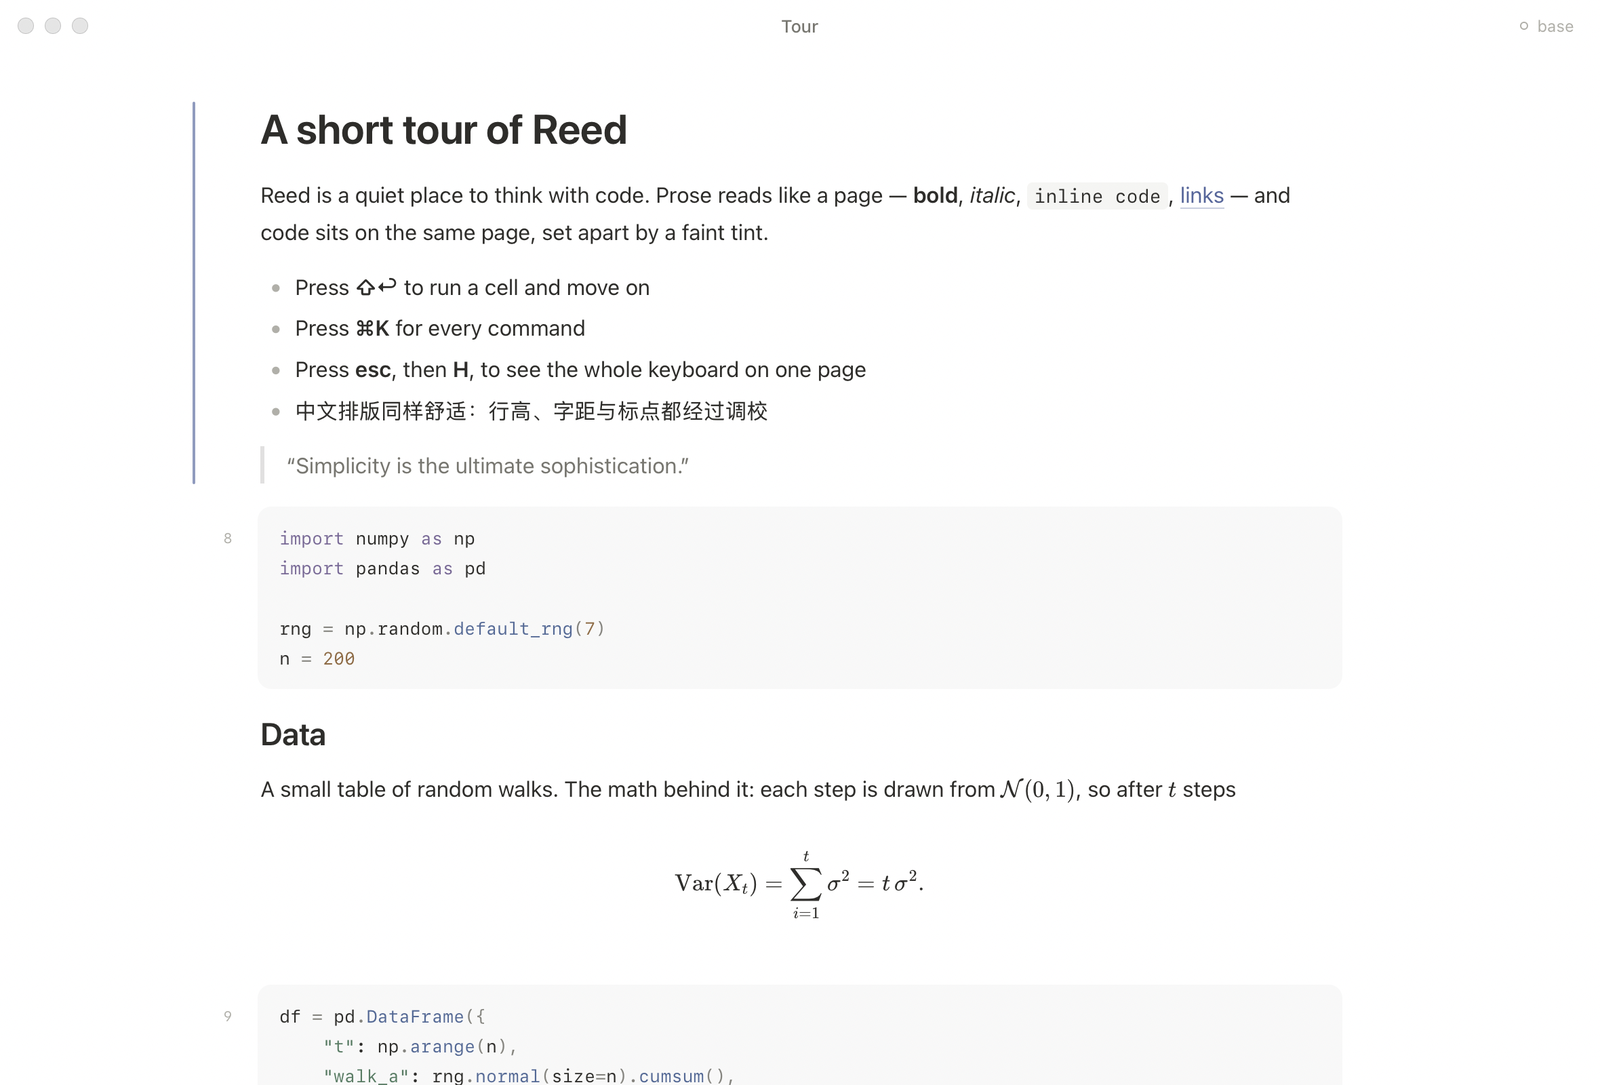 Tour
base
A short tour of Reed
Reed is a quiet place to think with code. Prose reads like a page — bold, italic, inline code, links — and
code sits on the same page, set apart by a faint tint.
Press ⇧↩ to run a cell and move on
Press ⌘K for every command
Press esc, then H, to see the whole keyboard on one page
中文排版同样舒适：行高、字距与标点都经过调校
“Simplicity is the ultimate sophistication.”
8
import numpy as np
import pandas as pd
rng = np.random.default_rng(7)
n = 200
Data
A small table of random walks. The math behind it: each step is drawn from 𝒩(0, 1), so after t steps
Var(Xₜ) = ∑ᵢ₌₁ᵗ σ² = t σ².
9
df = pd.DataFrame({
    "t": np.arange(n),
    "walk_a": rng.normal(size=n).cumsum(),